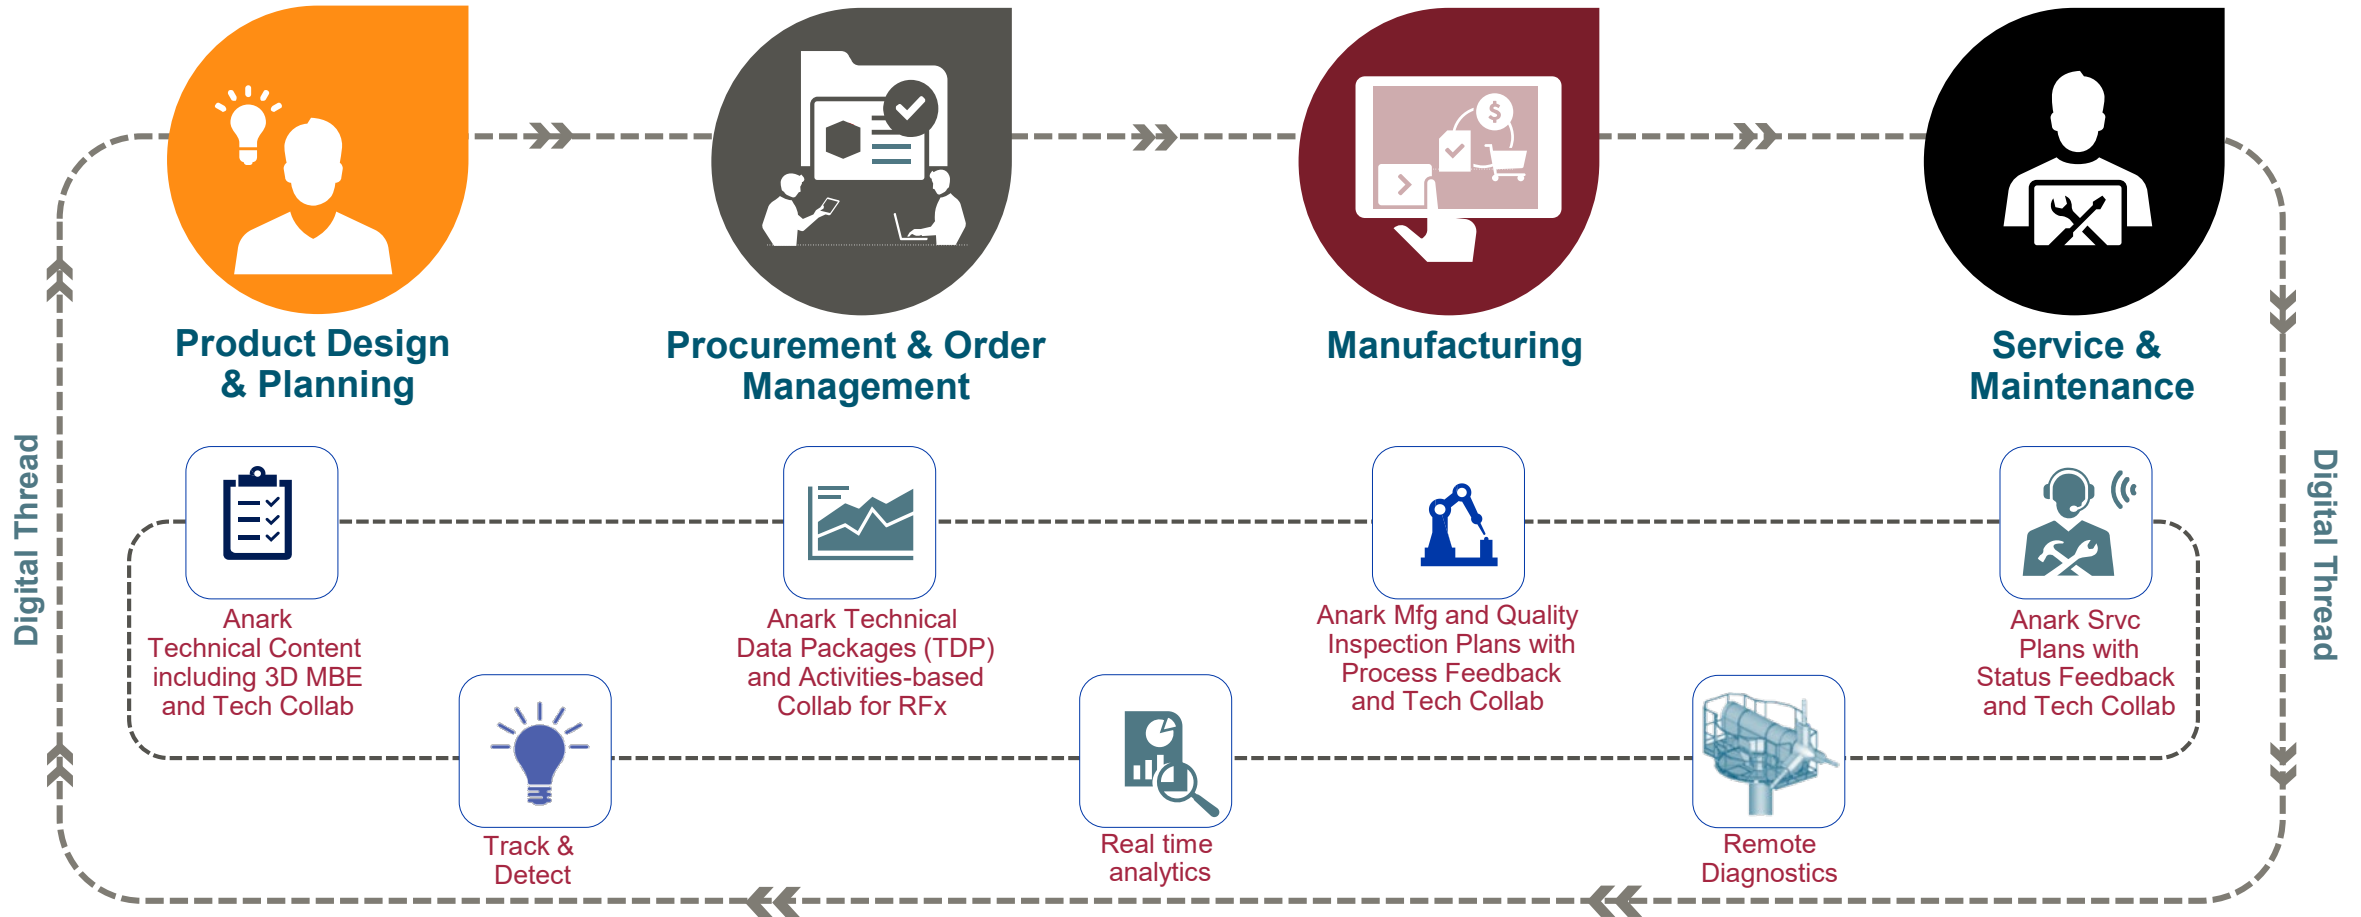 Product Design
& Planning
Procurement & Order
Management
Manufacturing
Service &
Maintenance
Digital Thread
Digital Thread
Anark
Technical Content
including 3D MBE
and Tech Collab
Anark Technical
Data Packages (TDP)
and Activities-based
Collab for RFx
Anark Mfg and Quality
Inspection Plans with
Process Feedback
and Tech Collab
Anark Srvc
Plans with
Status Feedback
and Tech Collab
Track &
Detect
Real time
analytics
Remote
Diagnostics
$